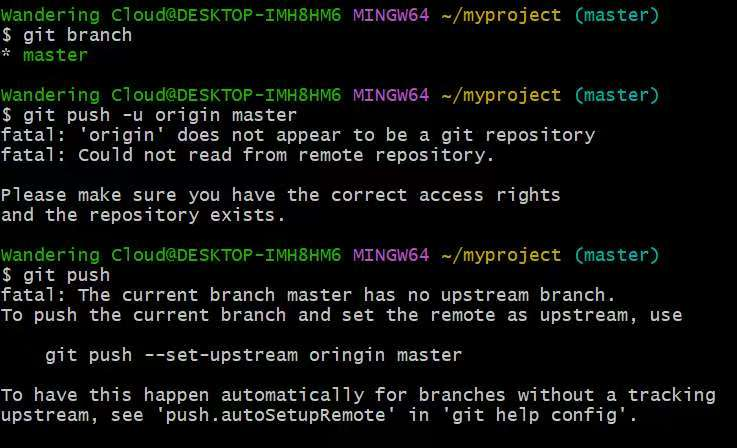 Wandering Cloud@DESKTOP-IMH8HM6 MINGW64 ~/myproject (master)
$ git branch
* master
Wandering Cloud@DESKTOP-IMH8HM6 MINGW64 ~/myproject (master)
$ git push -u origin master
fatal: 'origin' does not appear to be a git repository
fatal: Could not read from remote repository.
Please make sure you have the correct access rights
and the repository exists.
Wandering Cloud@DESKTOP-IMH8HM6 MINGW64 ~/myproject (master)
$ git push
fatal: The current branch master has no upstream branch.
To push the current branch and set the remote as upstream, use
git push --set-upstream oringin master
To have this happen automatically for branches without a tracking
upstream, see 'push.autoSetupRemote' in 'git help config'.